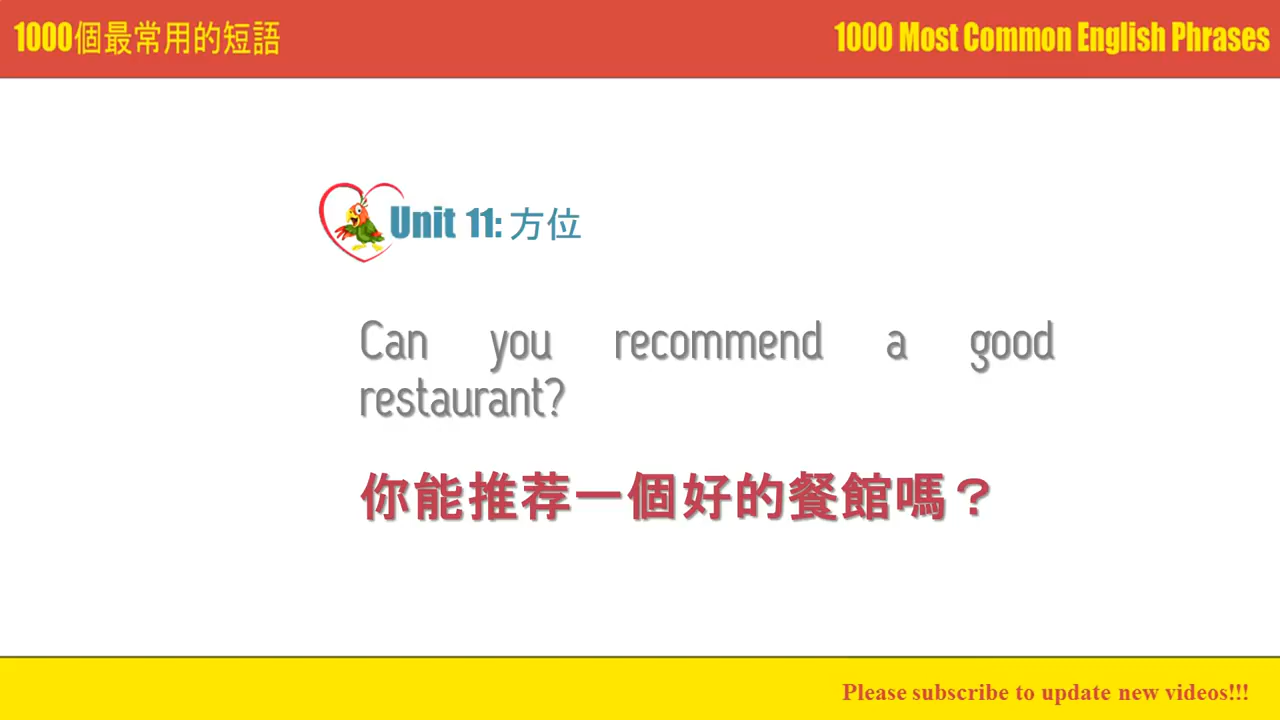 1000個最常用的短語
1000 Most Common English Phrases
Unit 11: 方位
Can you recommend a good
restaurant?
你能推荐一個好的餐館嗎？
Please subscribe to update new videos!!!